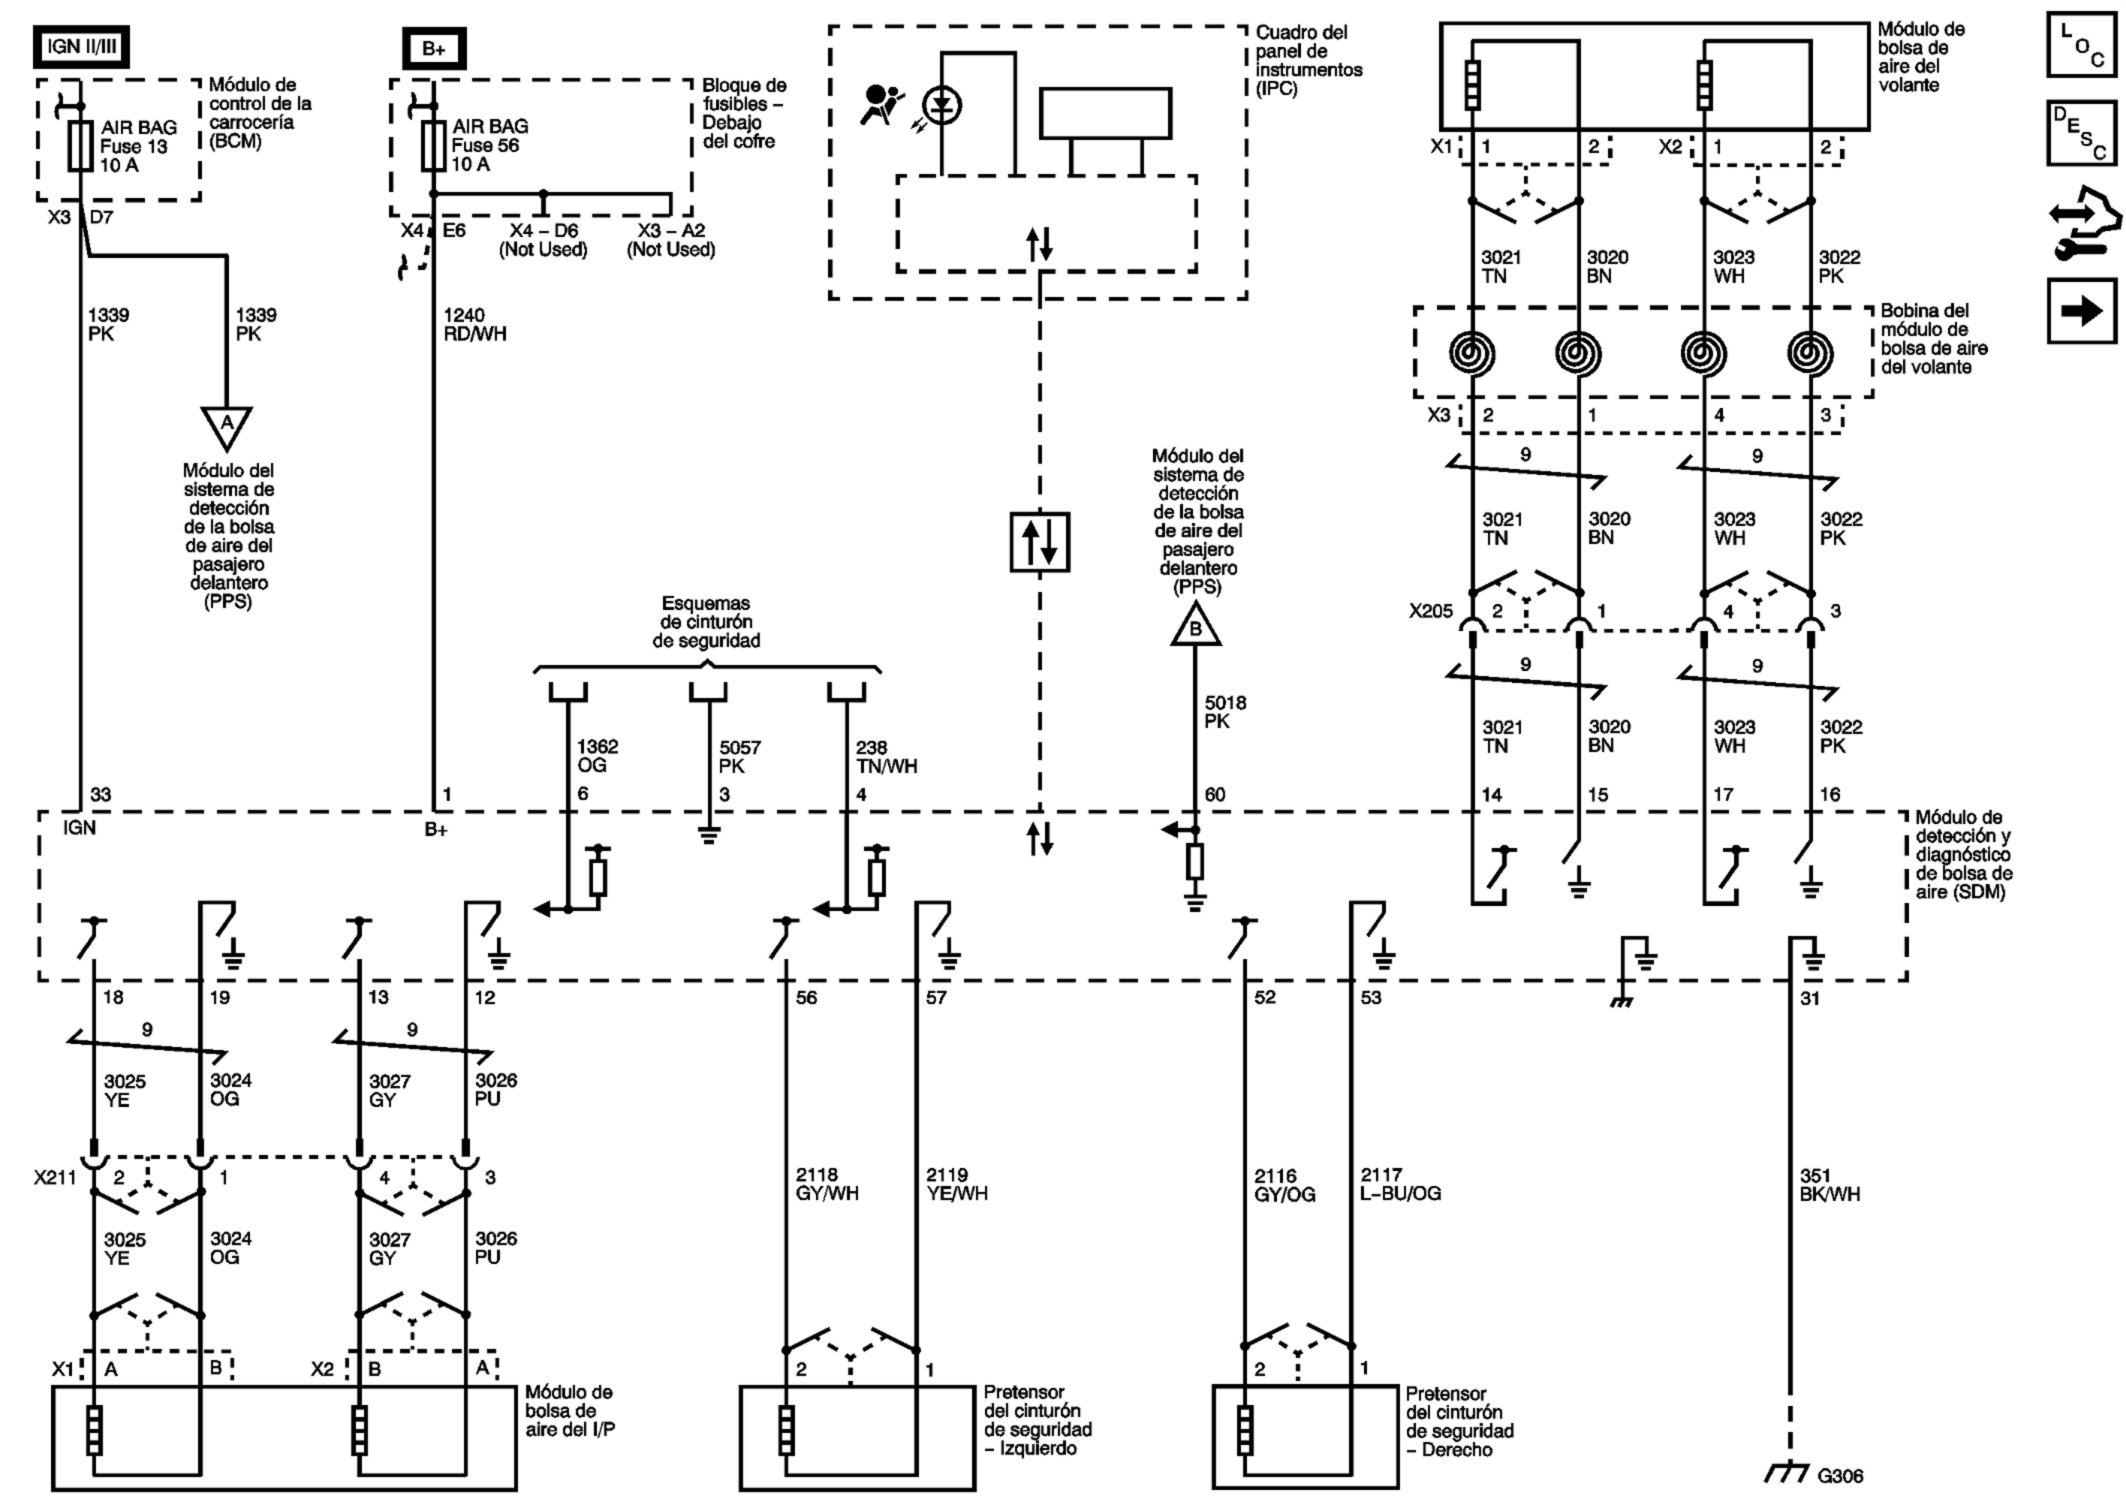 IGN II/III
Módulo de
control de la
carrocería
(BCM)
AIR BAG
Fuse 13
10 A
X3 D7
1339
PK
1339
PK
A
Módulo del
sistema de
detección
de la bolsa
de aire del
pasajero
delantero
(PPS)
B+
Bloque de
fusibles –
Debajo
del cofre
AIR BAG
Fuse 56
10 A
X4 E6
X4 – D6
(Not Used)
X3 – A2
(Not Used)
1240
RD/WH
Cuadro del
panel de
instrumentos
(IPC)
Módulo de
bolsa de
aire del
volante
X1 1 2 X2 1 2
3021
TN
3020
BN
3023
WH
3022
PK
Bobina del
módulo de
bolsa de aire
del volante
X3 2 1 4 3
9 9
3021
TN
3020
BN
3023
WH
3022
PK
X205 2 1 4 3
9 9
3021
TN
3020
BN
3023
WH
3022
PK
L
O
C
D
E
S
C
Módulo del
sistema de
detección
de la bolsa
de aire del
pasajero
delantero
(PPS)
B
5018
PK
Esquemas
de cinturón
de seguridad
1362
OG
5057
PK
238
TN/WH
33 1 6 3 4 60 14 15 17 16
IGN B+
Módulo de
detección y
diagnóstico
de bolsa de
aire (SDM)
18 19 13 12 56 57 52 53 31
9 9
3025
YE
3024
OG
3027
GY
3026
PU
X211 2 1 4 3
3025
YE
3024
OG
3027
GY
3026
PU
X1 A B X2 B A
Módulo de
bolsa de
aire del I/P
2118
GY/WH
2119
YE/WH
2 1
Pretensor
del cinturón
de seguridad
– Izquierdo
2116
GY/OG
2117
L–BU/OG
2 1
Pretensor
del cinturón
de seguridad
– Derecho
351
BK/WH
G306